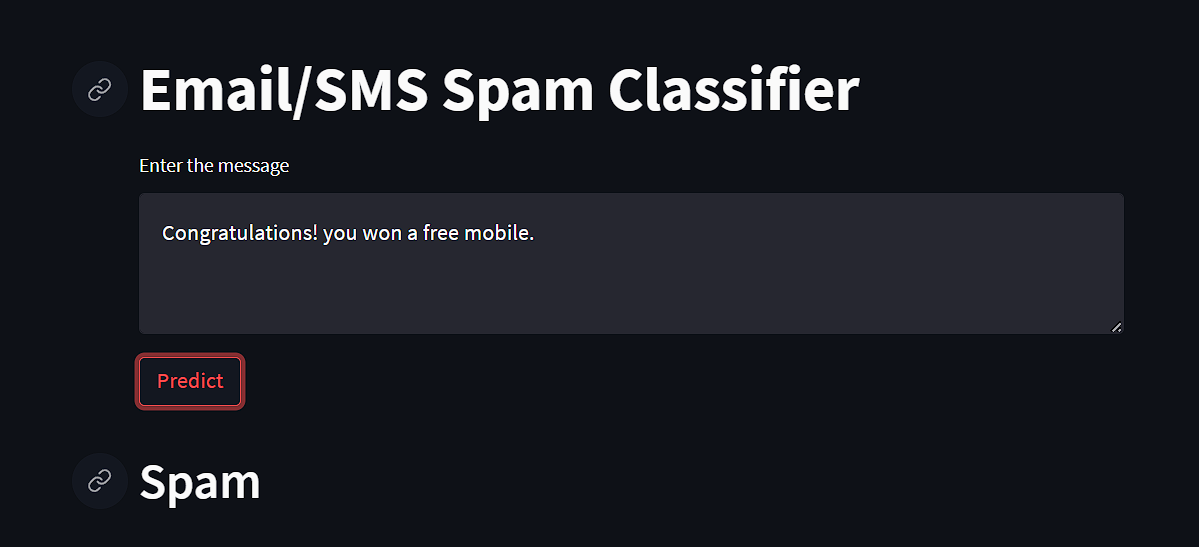 Email/SMS Spam Classifier
Enter the message
Congratulations! you won a free mobile.
Predict
Spam